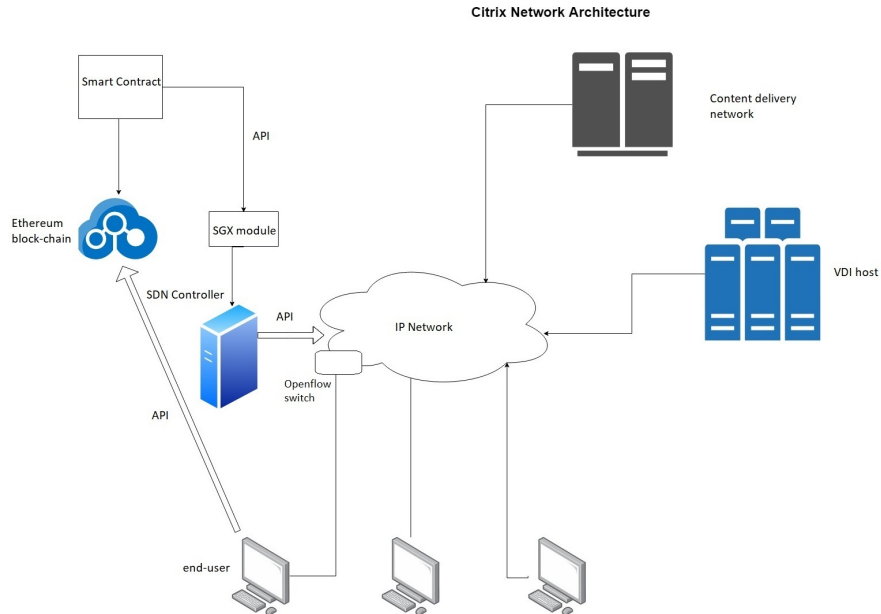 Citrix Network Architecture
Smart Contract
Content delivery
network
API
Ethereum
block-chain
SGX module
VDI host
SDN Controller
API
IP Network
Openflow
switch
API
end-user